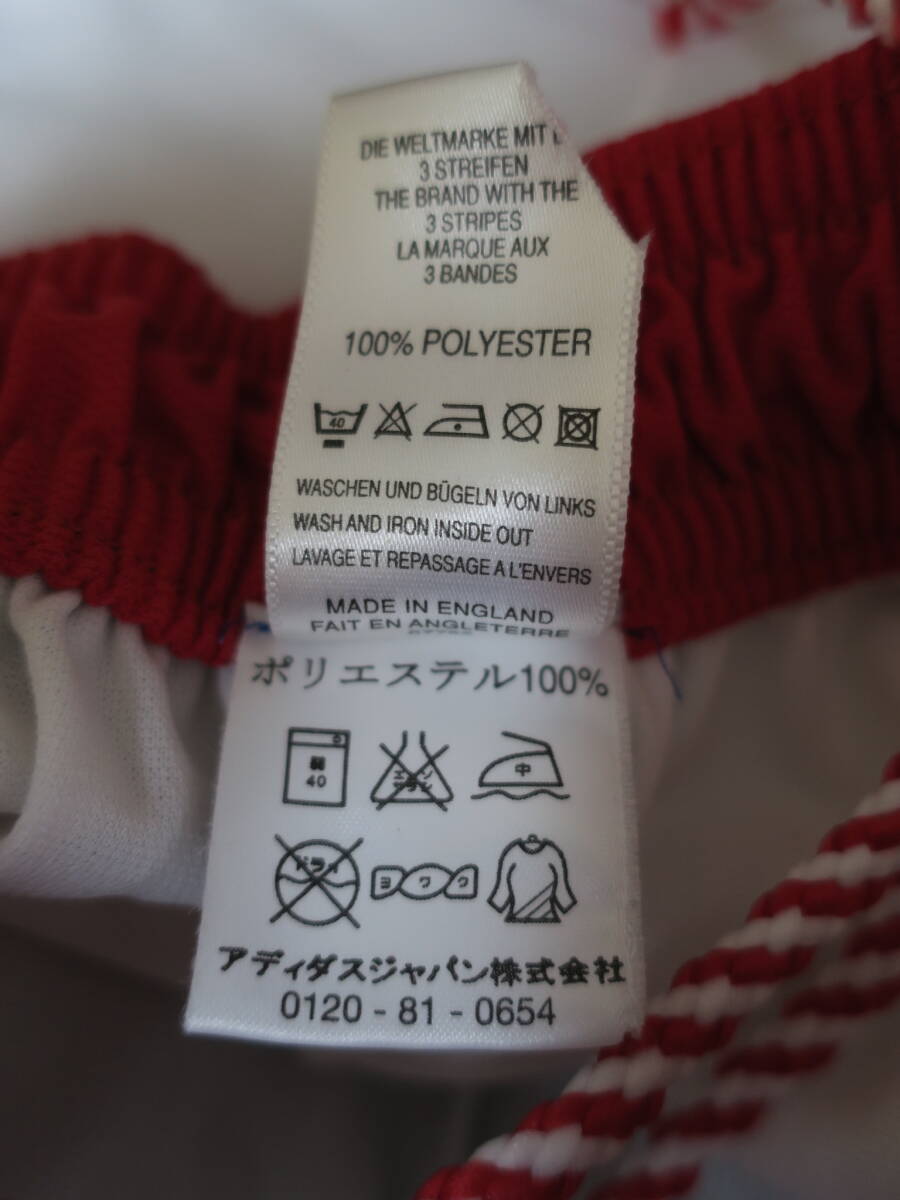 DIE WELTMARKE MIT
3 STREIFEN
THE BRAND WITH THE
3 STRIPES
LA MARQUE AUX
3 BANDES
100% POLYESTER
40
WASCHEN UND BÜGELN VON LINKS
WASH AND IRON INSIDE OUT
LAVAGE ET REPASSAGE A L'ENVERS
MADE IN ENGLAND
FAIT EN ANGLETERRE
ポリエステル100%
40
中
ドライ
ヨワク
アディダスジャパン株式会社
0120 - 81 - 0654